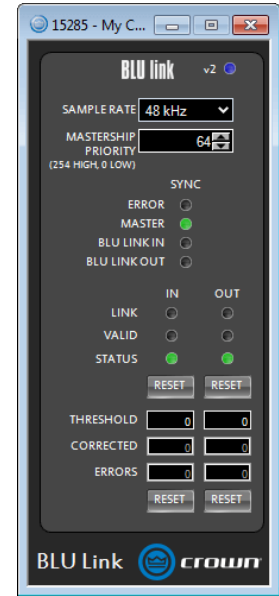 15285 - My C...
BLU link v2
SAMPLE RATE 48 kHz
MASTERSHIP
PRIORITY 64
(254 HIGH, 0 LOW)
SYNC
ERROR
MASTER
BLU LINK IN
BLU LINK OUT
IN OUT
LINK
VALID
STATUS
RESET RESET
THRESHOLD 0 0
CORRECTED 0 0
ERRORS 0 0
RESET RESET
BLU Link crown